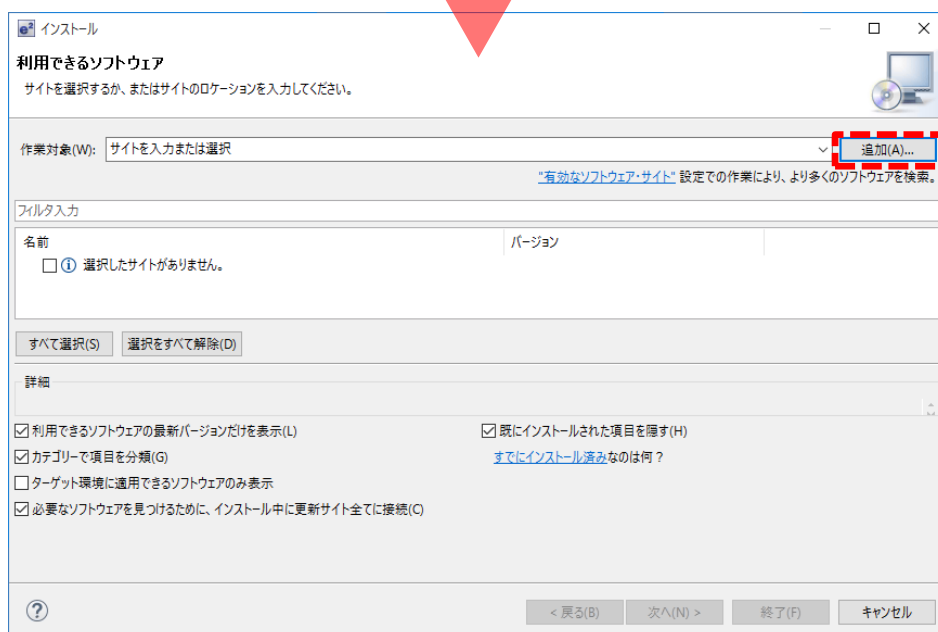 e² インストール
利用できるソフトウェア
サイトを選択するか、またはサイトのロケーションを入力してください。
作業対象(W): サイトを入力または選択 追加(A)...
"有効なソフトウェア・サイト" 設定での作業により、より多くのソフトウェアを検索。
フィルタ入力
名前 バージョン
選択したサイトがありません。
すべて選択(S) 選択をすべて解除(D)
詳細
利用できるソフトウェアの最新バージョンだけを表示(L) 既にインストールされた項目を隠す(H)
カテゴリーで項目を分類(G) すでにインストール済みなのは何？
ターゲット環境に適用できるソフトウェアのみ表示
必要なソフトウェアを見つけるために、インストール中に更新サイト全てに接続(C)
< 戻る(B) 次へ(N) > 終了(F) キャンセル